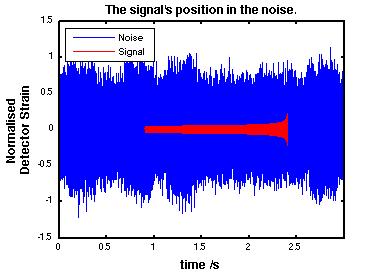 The signal's position in the noise.
1.5
Noise
Signal
1
0.5
0
-0.5
-1
-1.5
Normalised
Detector Strain
0 0.5 1 1.5 2 2.5
time /s